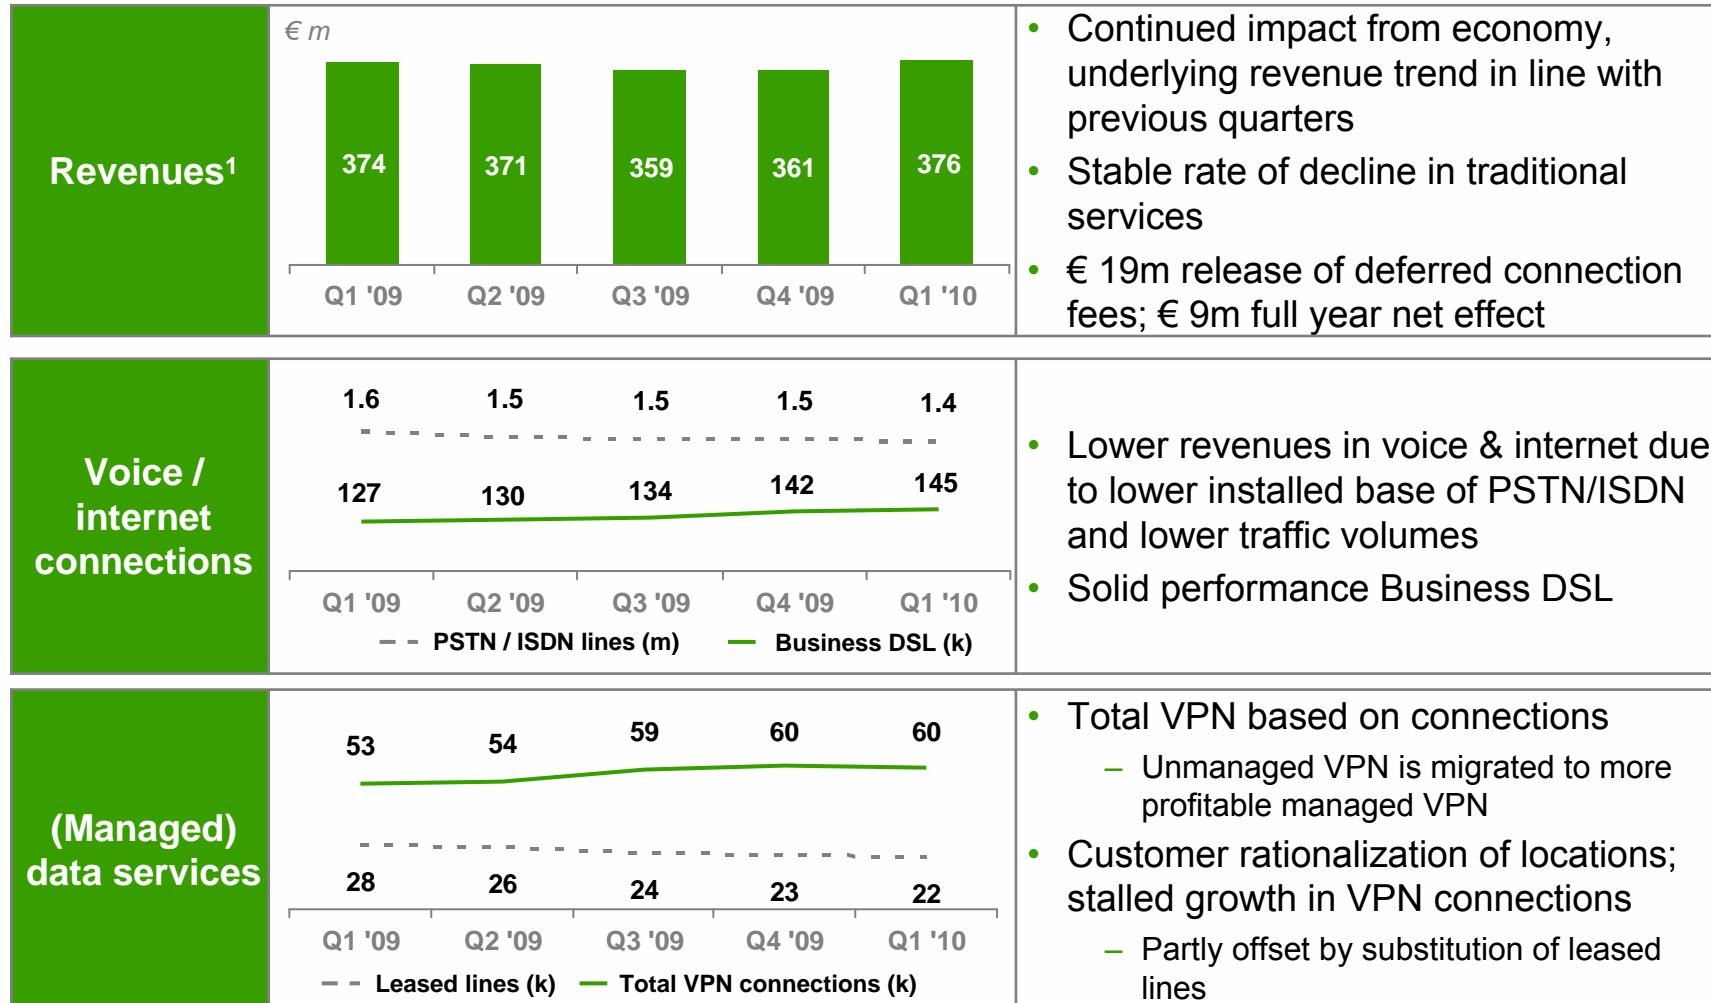 Revenues¹
€ m
374 371 359 361 376
Q1 '09 Q2 '09 Q3 '09 Q4 '09 Q1 '10
• Continued impact from economy,
underlying revenue trend in line with
previous quarters
• Stable rate of decline in traditional
services
• € 19m release of deferred connection
fees; € 9m full year net effect
Voice /
internet
connections
1.6 1.5 1.5 1.5 1.4
127 130 134 142 145
Q1 '09 Q2 '09 Q3 '09 Q4 '09 Q1 '10
PSTN / ISDN lines (m) Business DSL (k)
• Lower revenues in voice & internet due
to lower installed base of PSTN/ISDN
and lower traffic volumes
• Solid performance Business DSL
(Managed)
data services
53 54 59 60 60
28 26 24 23 22
Q1 '09 Q2 '09 Q3 '09 Q4 '09 Q1 '10
Leased lines (k) Total VPN connections (k)
• Total VPN based on connections
– Unmanaged VPN is migrated to more
profitable managed VPN
• Customer rationalization of locations;
stalled growth in VPN connections
– Partly offset by substitution of leased
lines